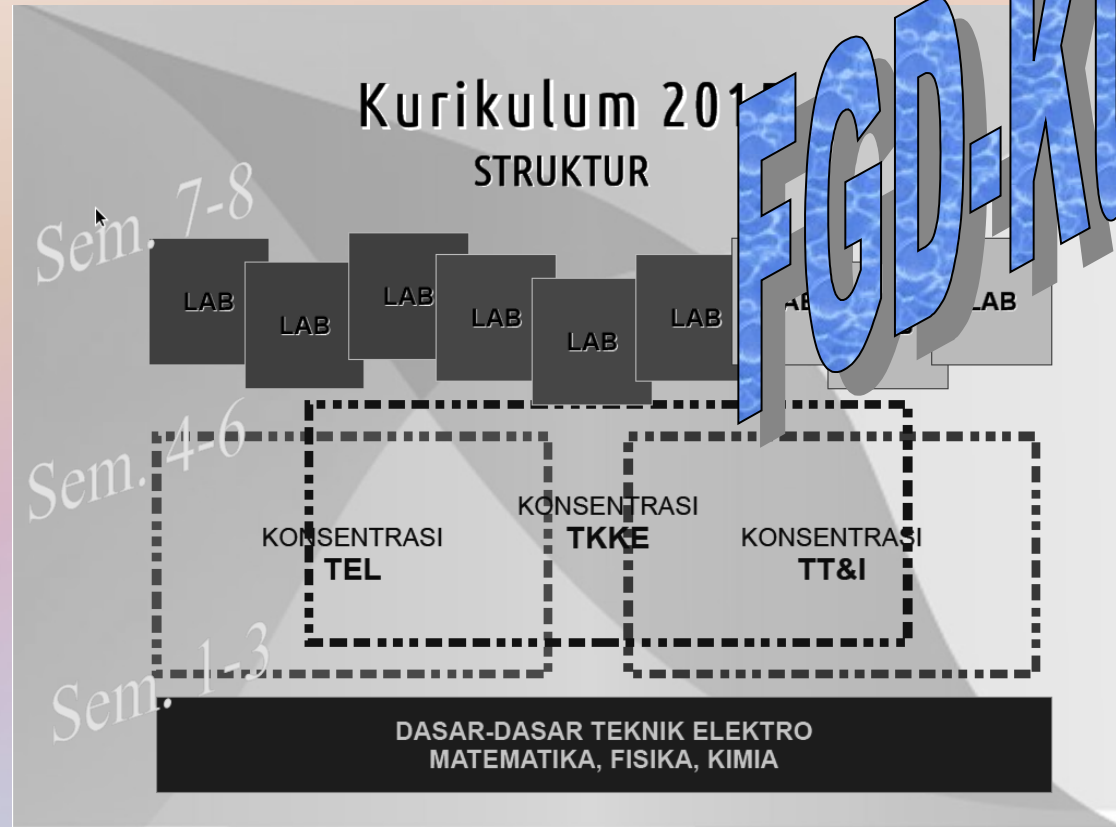 Kurikulum 201
STRUKTUR
FGD-KU
Sem. 7-8
LAB
LAB
LAB
LAB
LAB
LAB
LAB
Sem. 4-6
KONSENTRASI
TEL
KONSENTRASI
TKKE
KONSENTRASI
TT&I
Sem. 1-3
DASAR-DASAR TEKNIK ELEKTRO
MATEMATIKA, FISIKA, KIMIA